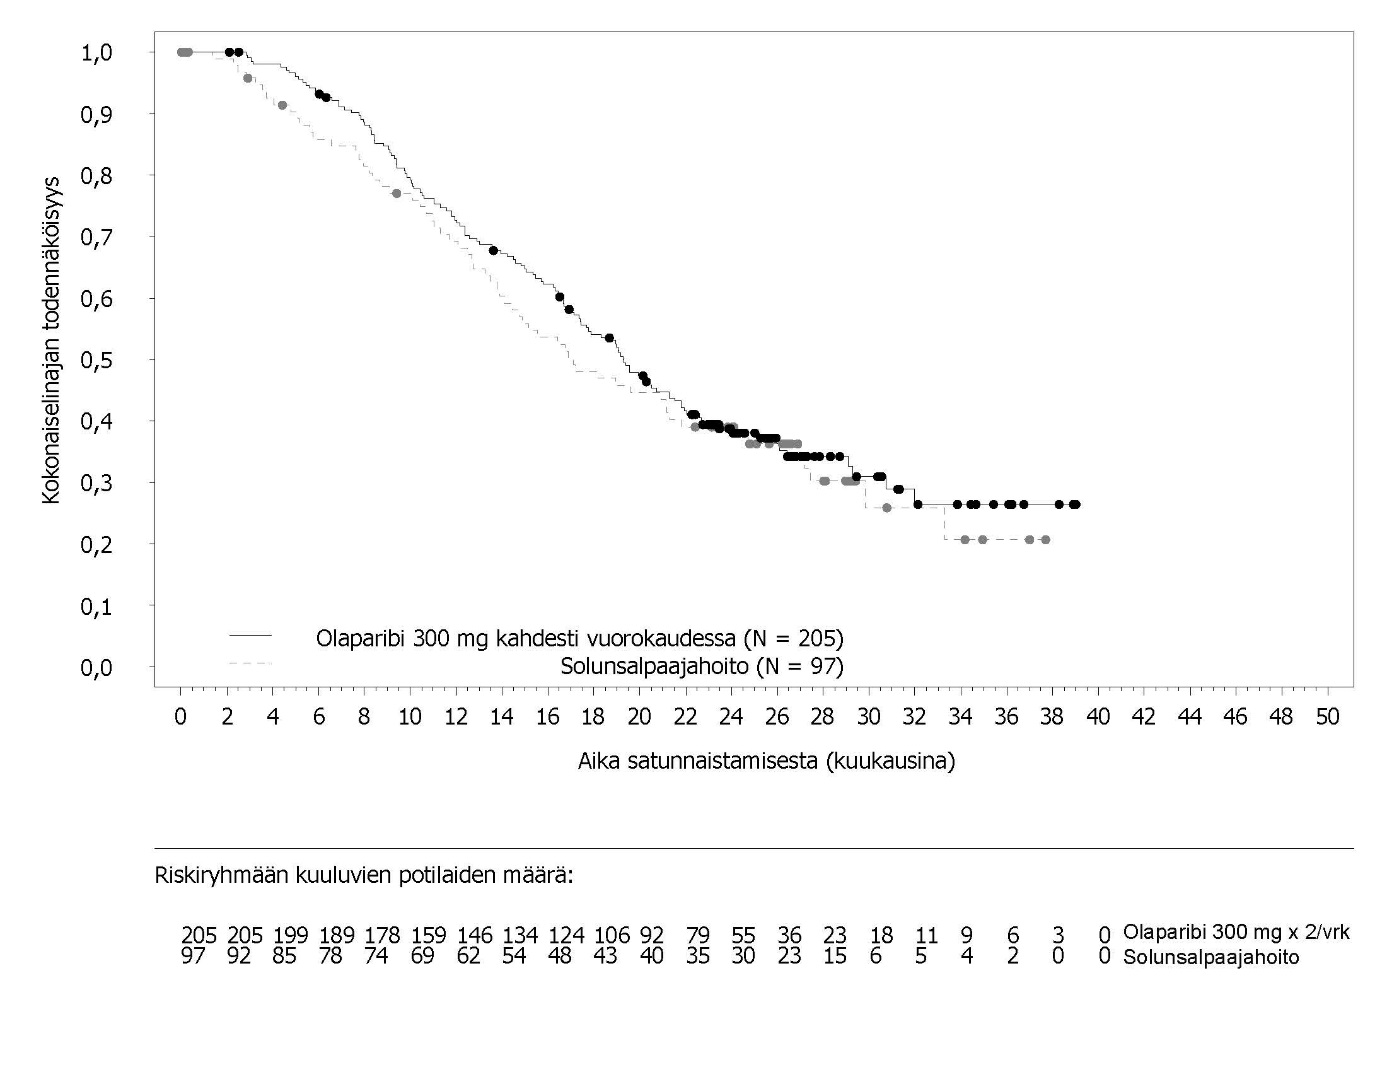 Kokonaiselinajan todennäköisyys
1,0
0,9
0,8
0,7
0,6
0,5
0,4
0,3
0,2
0,1
0,0
Olaparibi 300 mg kahdesti vuorokaudessa (N = 205)
Solunsalpaajahoito (N = 97)
0 2 4 6 8 10 12 14 16 18 20 22 24 26 28 30 32 34 36 38 40 42 44 46 48 50
Aika satunnaistamisesta (kuukausina)
Riskiryhmään kuuluvien potilaiden määrä:
205 205 199 189 178 159 146 134 124 106 92 79 55 36 23 18 11 9 6 3 0 Olaparibi 300 mg x 2/vrk
97 92 85 78 74 69 62 54 48 43 40 35 30 23 15 6 5 4 2 0 0 Solunsalpaajahoito